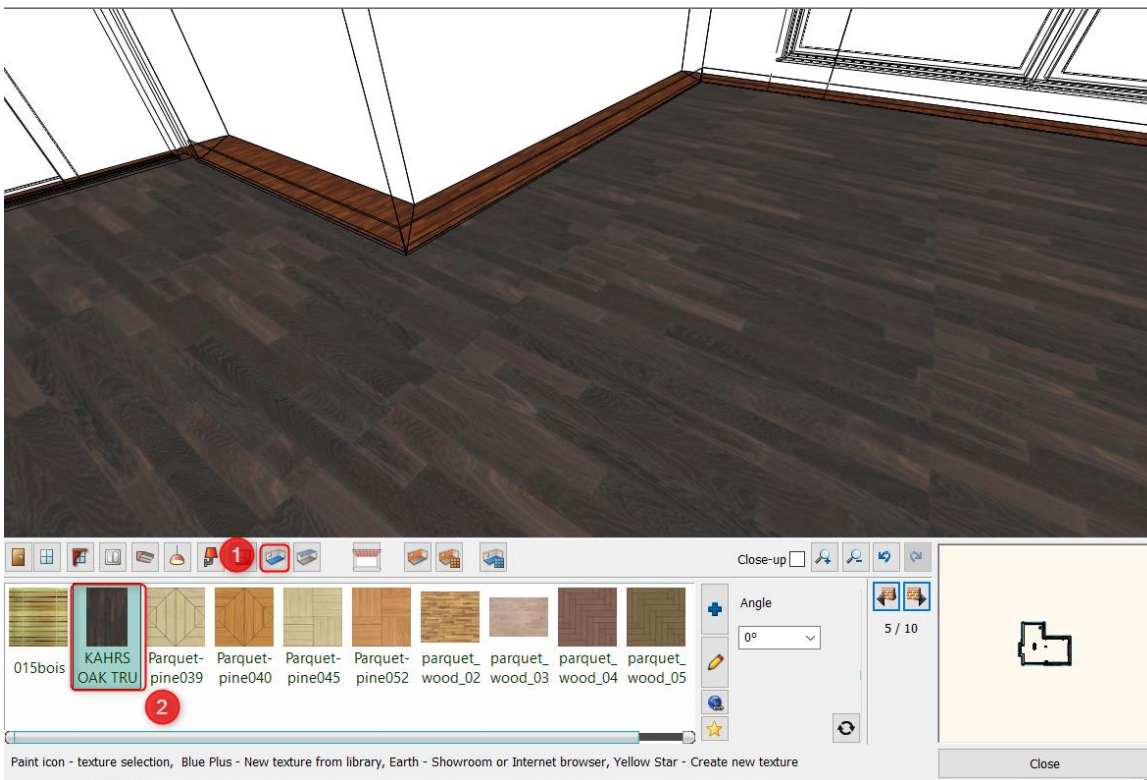 1
Close-up
Angle
0°
5 / 10
015bois
KAHRS
OAK TRU
Parquet-
pine039
Parquet-
pine040
Parquet-
pine045
Parquet-
pine052
parquet_
wood_02
parquet_
wood_03
parquet_
wood_04
parquet_
wood_05
2
Paint icon - texture selection, Blue Plus - New texture from library, Earth - Showroom or Internet browser, Yellow Star - Create new texture
Close